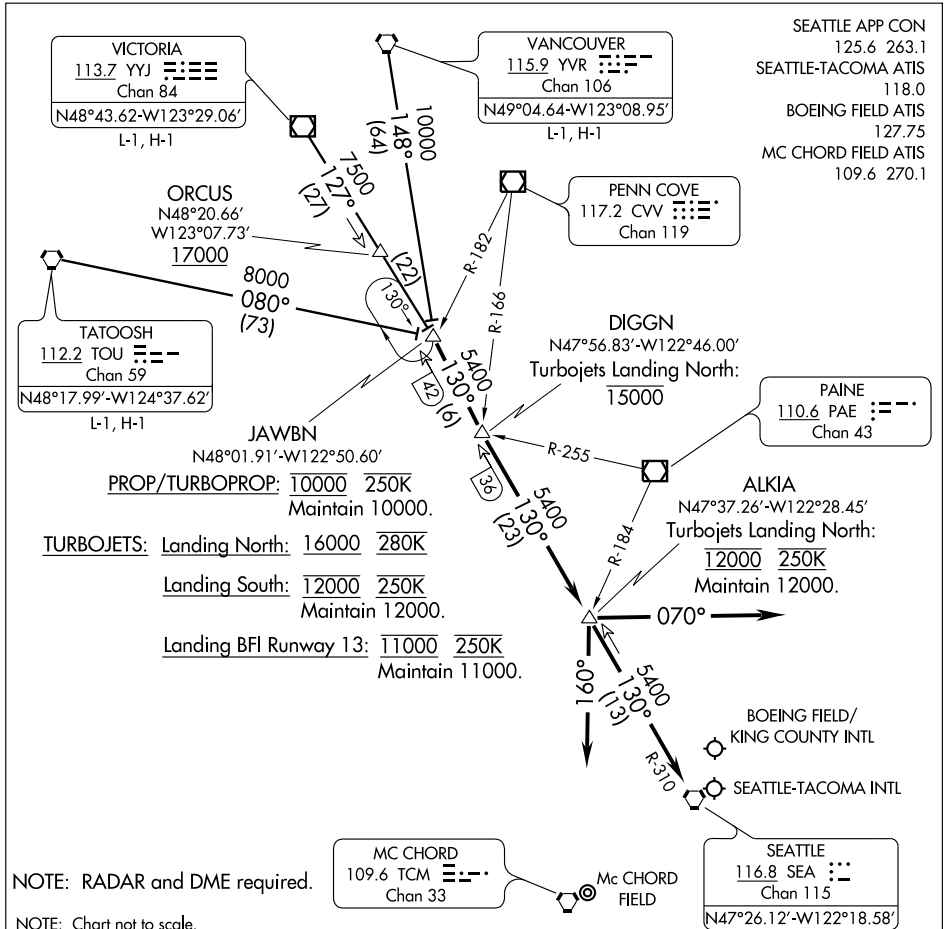 SEATTLE APP CON
125.6 263.1
SEATTLE-TACOMA ATIS
118.0
BOEING FIELD ATIS
127.75
MC CHORD FIELD ATIS
109.6 270.1
VICTORIA
113.7 YYJ
Chan 84
N48°43.62-W123°29.06′
L-1, H-1
VANCOUVER
115.9 YVR
Chan 106
N49°04.64-W123°08.95′
L-1, H-1
10000
148°
(64)
7500
127°
(27)
PENN COVE
117.2 CVV
Chan 119
ORCUS
N48°20.66′
W123°07.73′
17000
(22)
R-182
R-166
8000
080°
(73)
130°
TATOOSH
112.2 TOU
Chan 59
N48°17.99′-W124°37.62′
L-1, H-1
DIGGN
N47°56.83′-W122°46.00′
Turbojets Landing North:
15000
5400
130°
(6)
42
PAINE
110.6 PAE
Chan 43
R-255
R-184
36
JAWBN
N48°01.91′-W122°50.60′
PROP/TURBOPROP: 10000 250K
Maintain 10000.
TURBOJETS: Landing North: 16000 280K
Landing South: 12000 250K
Maintain 12000.
Landing BFI Runway 13: 11000 250K
Maintain 11000.
5400
130°
(23)
ALKIA
N47°37.26′-W122°28.45′
Turbojets Landing North:
12000 250K
Maintain 12000.
070°
160°
5400
130°
(13)
R-310
BOEING FIELD/
KING COUNTY INTL
SEATTLE-TACOMA INTL
MC CHORD
109.6 TCM
Chan 33
Mc CHORD
FIELD
SEATTLE
116.8 SEA
Chan 115
N47°26.12′-W122°18.58′
NOTE: RADAR and DME required.
NOTE: Chart not to scale.